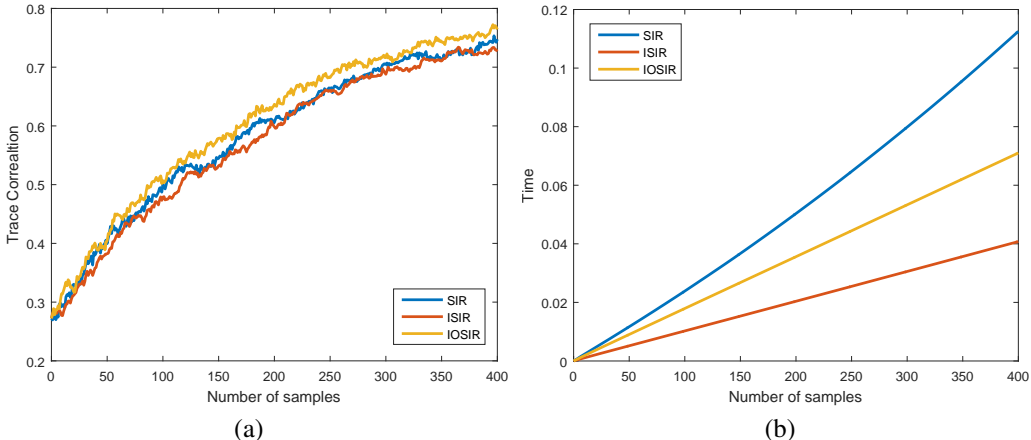 0.8
0.7
0.6
0.5
0.4
0.3
0.2
Trace Correaltion
SIR
ISIR
IOSIR
0 50 100 150 200 250 300 350 400
Number of samples
(a)
0.12
0.1
0.08
0.06
0.04
0.02
0
Time
SIR
ISIR
IOSIR
0 50 100 150 200 250 300 350 400
Number of samples
(b)